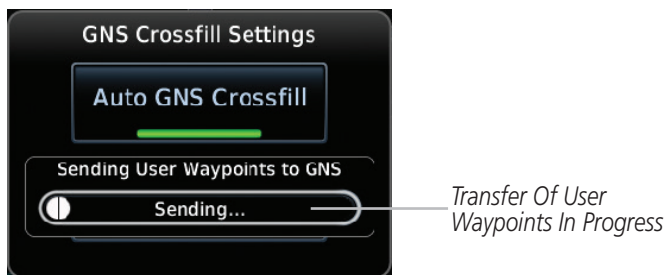 GNS Crossfill Settings
Auto GNS Crossfill
Sending User Waypoints to GNS
Sending...
Transfer Of User
Waypoints In Progress